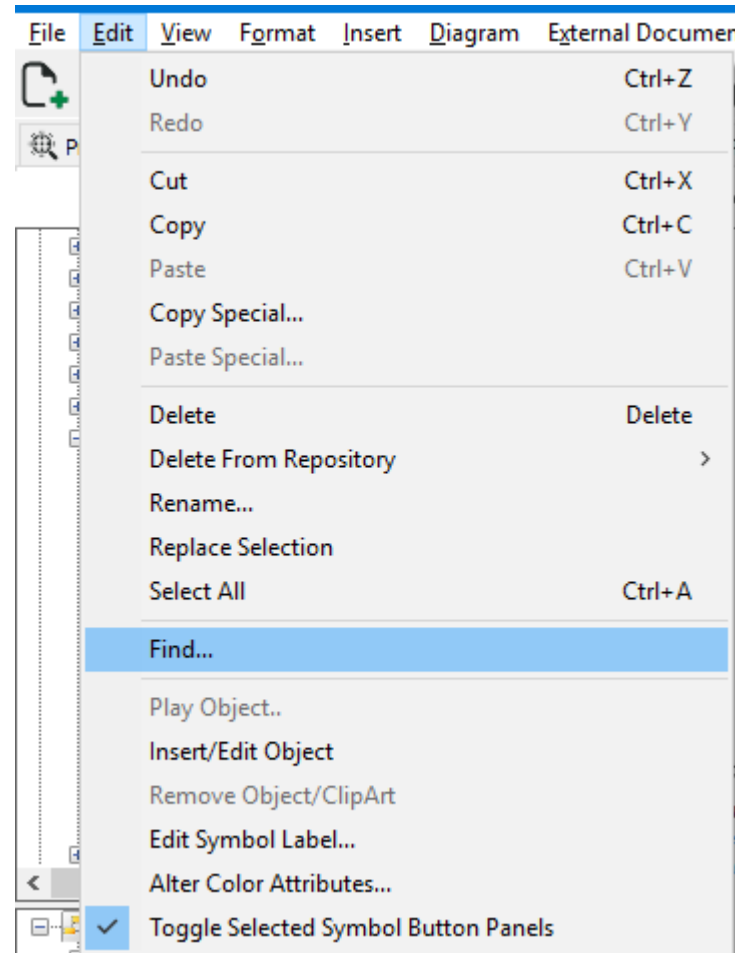 File Edit View Format Insert Diagram External Documen
Undo Ctrl+Z
Redo Ctrl+Y
Cut Ctrl+X
Copy Ctrl+C
Paste Ctrl+V
Copy Special...
Paste Special...
Delete Delete
Delete From Repository
Rename...
Replace Selection
Select All Ctrl+A
Find...
Play Object..
Insert/Edit Object
Remove Object/ClipArt
Edit Symbol Label...
Alter Color Attributes...
Toggle Selected Symbol Button Panels